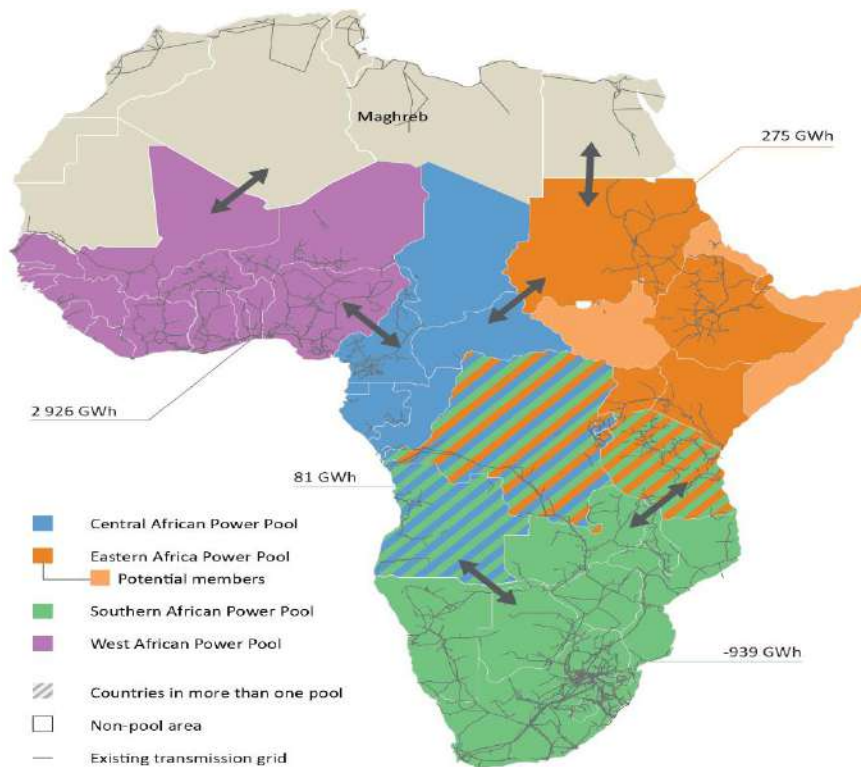 Maghreb
275 GWh
2 926 GWh
81 GWh
-939 GWh
Central African Power Pool
Eastern Africa Power Pool
Potential members
Southern African Power Pool
West African Power Pool
Countries in more than one pool
Non-pool area
Existing transmission grid